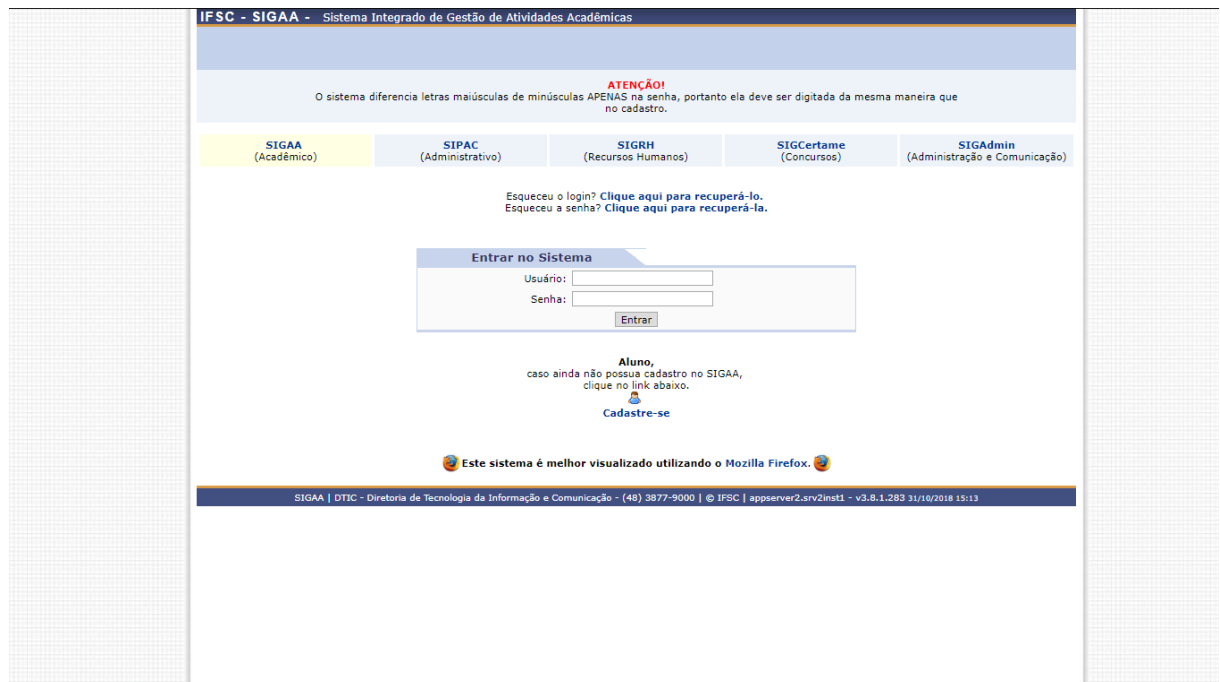 IFSC - SIGAA - Sistema Integrado de Gestão de Atividades Acadêmicas
ATENÇÃO!
O sistema diferencia letras maiúsculas de minúsculas APENAS na senha, portanto ela deve ser digitada da mesma maneira que
no cadastro.
SIGAA SIPAC SIGRH SIGCertame SIGAdmin
(Acadêmico) (Administrativo) (Recursos Humanos) (Concursos) (Administração e Comunicação)
Esqueceu o login? Clique aqui para recuperá-lo.
Esqueceu a senha? Clique aqui para recuperá-la.
Entrar no Sistema
Usuário:
Senha:
Entrar
Aluno,
caso ainda não possua cadastro no SIGAA,
clique no link abaixo.
Cadastre-se
Este sistema é melhor visualizado utilizando o Mozilla Firefox.
SIGAA | DTIC - Diretoria de Tecnologia da Informação e Comunicação - (48) 3877-9000 | © IFSC | appserver2.srv2inst1 - v3.8.1.283 31/10/2018 15:13